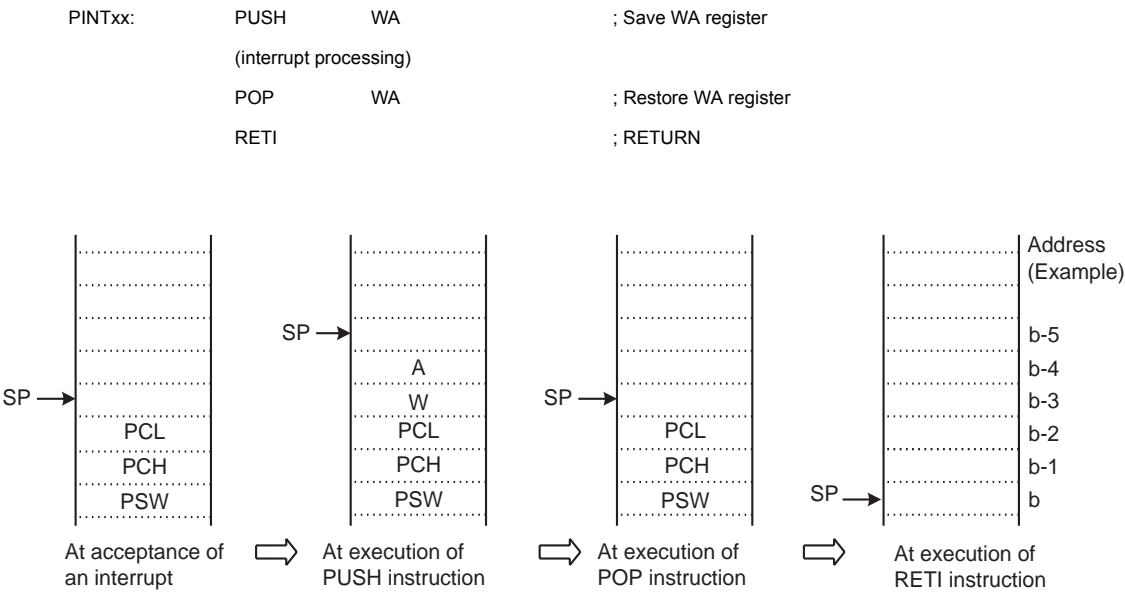 PINTxx: PUSH WA ; Save WA register
(interrupt processing)
POP WA ; Restore WA register
RETI ; RETURN
Address
(Example)
SP b-5
A b-4
SP W SP b-3
PCL PCL PCL b-2
PCH PCH PCH b-1
PSW PSW PSW SP b
At acceptance of
an interrupt
At execution of
PUSH instruction
At execution of
POP instruction
At execution of
RETI instruction